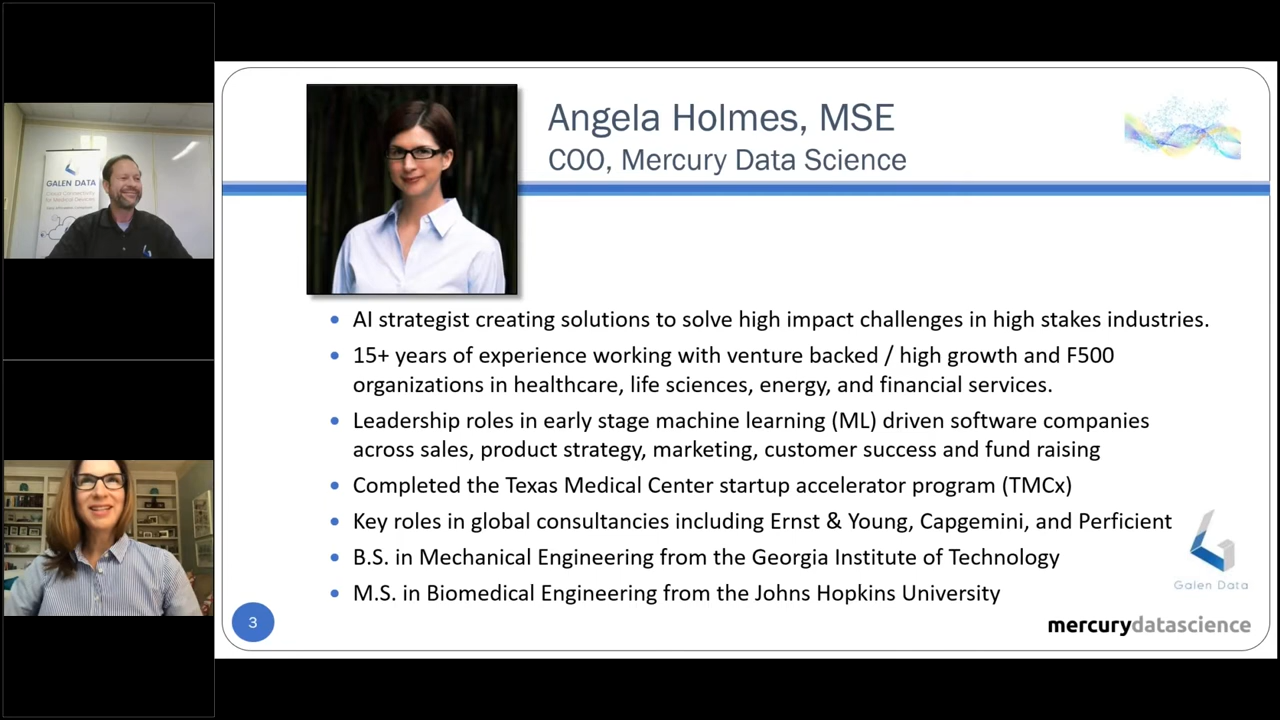 GALEN DATA
Angela Holmes, MSE
COO, Mercury Data Science
AI strategist creating solutions to solve high impact challenges in high stakes industries.
15+ years of experience working with venture backed / high growth and F500
organizations in healthcare, life sciences, energy, and financial services.
Leadership roles in early stage machine learning (ML) driven software companies
across sales, product strategy, marketing, customer success and fund raising
Completed the Texas Medical Center startup accelerator program (TMCx)
Key roles in global consultancies including Ernst & Young, Capgemini, and Perficient
B.S. in Mechanical Engineering from the Georgia Institute of Technology
M.S. in Biomedical Engineering from the Johns Hopkins University
Galen Data
3
mercurydatascience